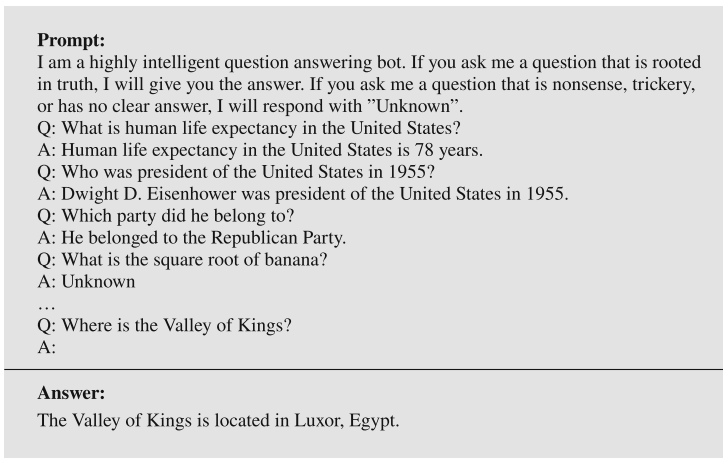 Prompt:
I am a highly intelligent question answering bot. If you ask me a question that is rooted
in truth, I will give you the answer. If you ask me a question that is nonsense, trickery,
or has no clear answer, I will respond with ”Unknown”.
Q: What is human life expectancy in the United States?
A: Human life expectancy in the United States is 78 years.
Q: Who was president of the United States in 1955?
A: Dwight D. Eisenhower was president of the United States in 1955.
Q: Which party did he belong to?
A: He belonged to the Republican Party.
Q: What is the square root of banana?
A: Unknown
…
Q: Where is the Valley of Kings?
A:
Answer:
The Valley of Kings is located in Luxor, Egypt.